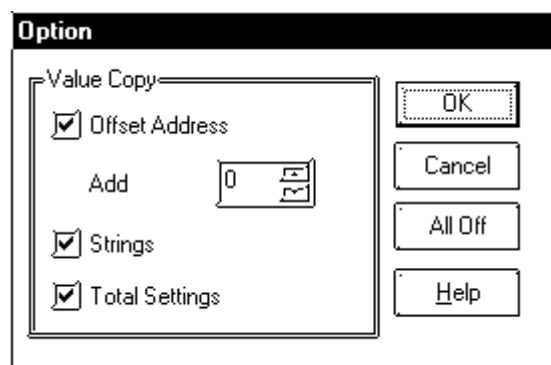 Option
Value Copy
Offset Address
Add 0
Strings
Total Settings
OK
Cancel
All Off
Help